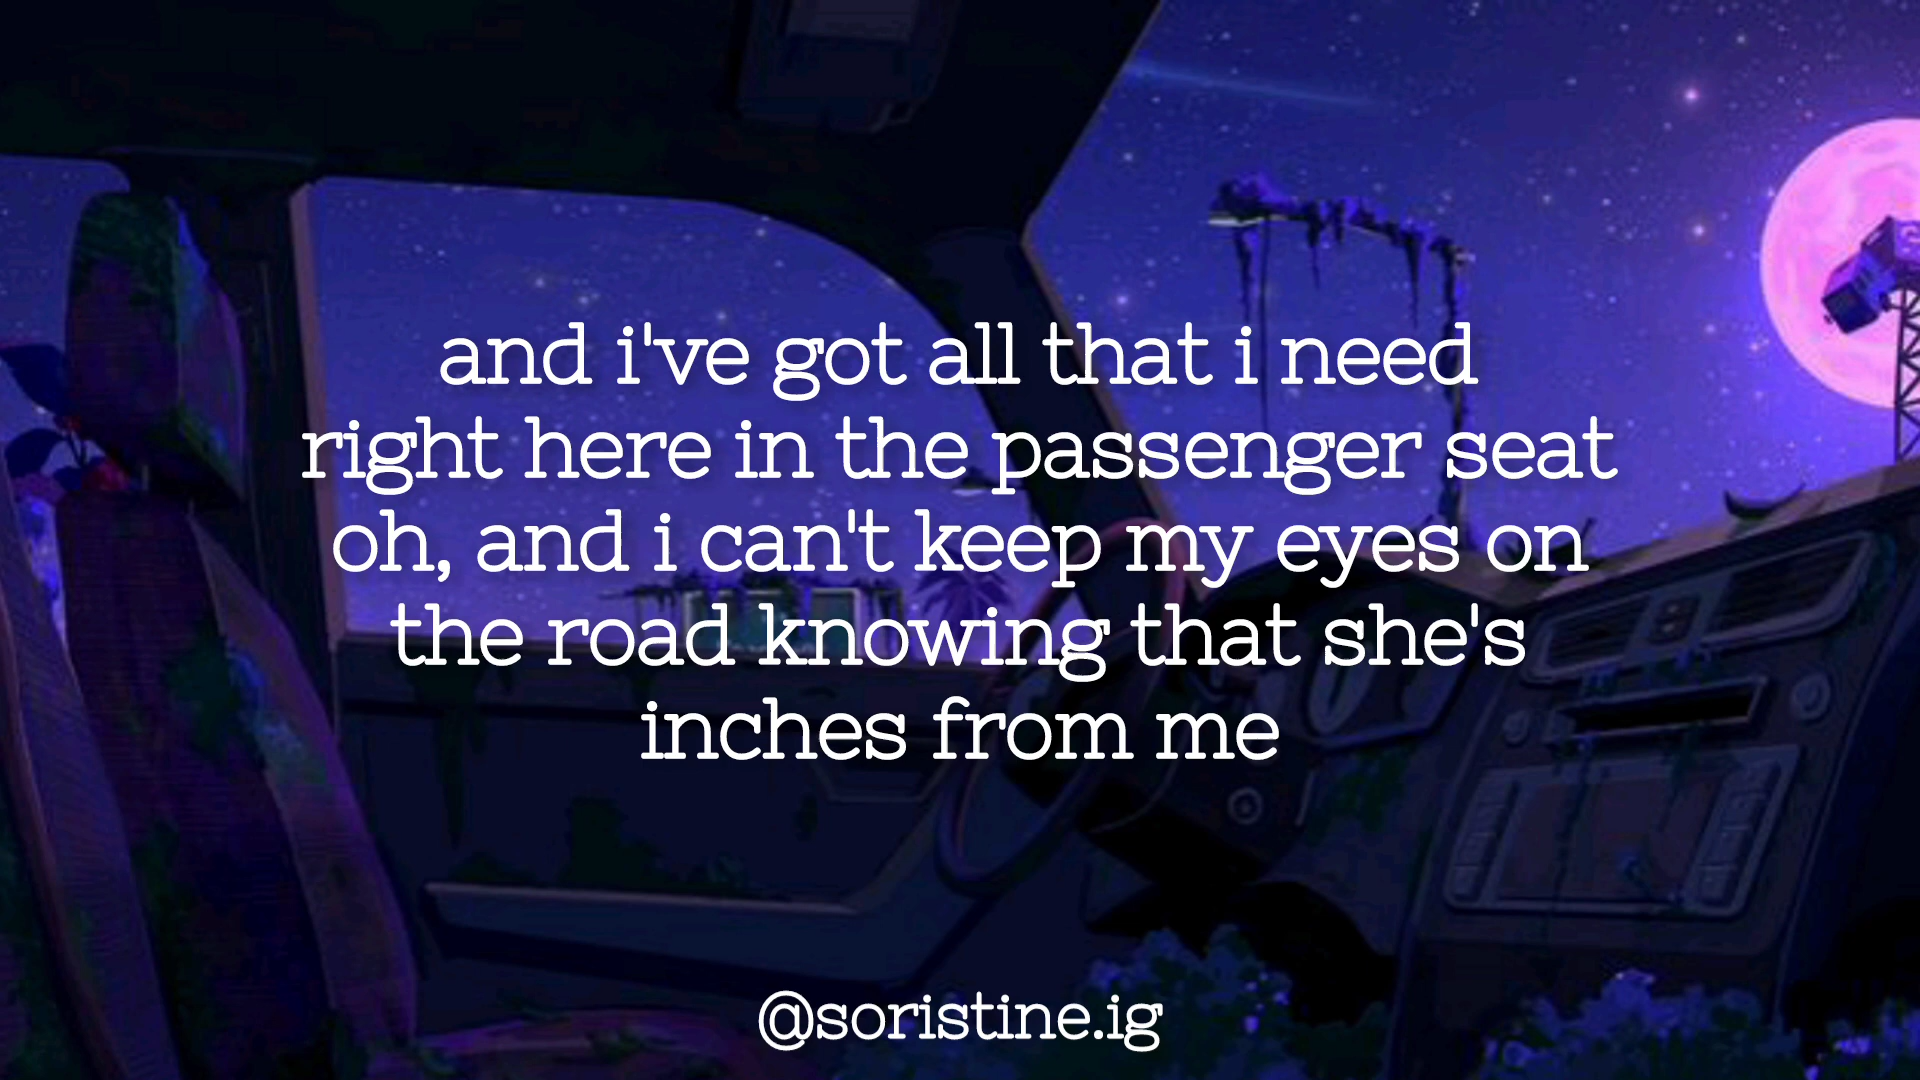 and i've got all that i need
right here in the passenger seat
oh, and i can't keep my eyes on
the road knowing that she's
inches from me
@soristine.ig